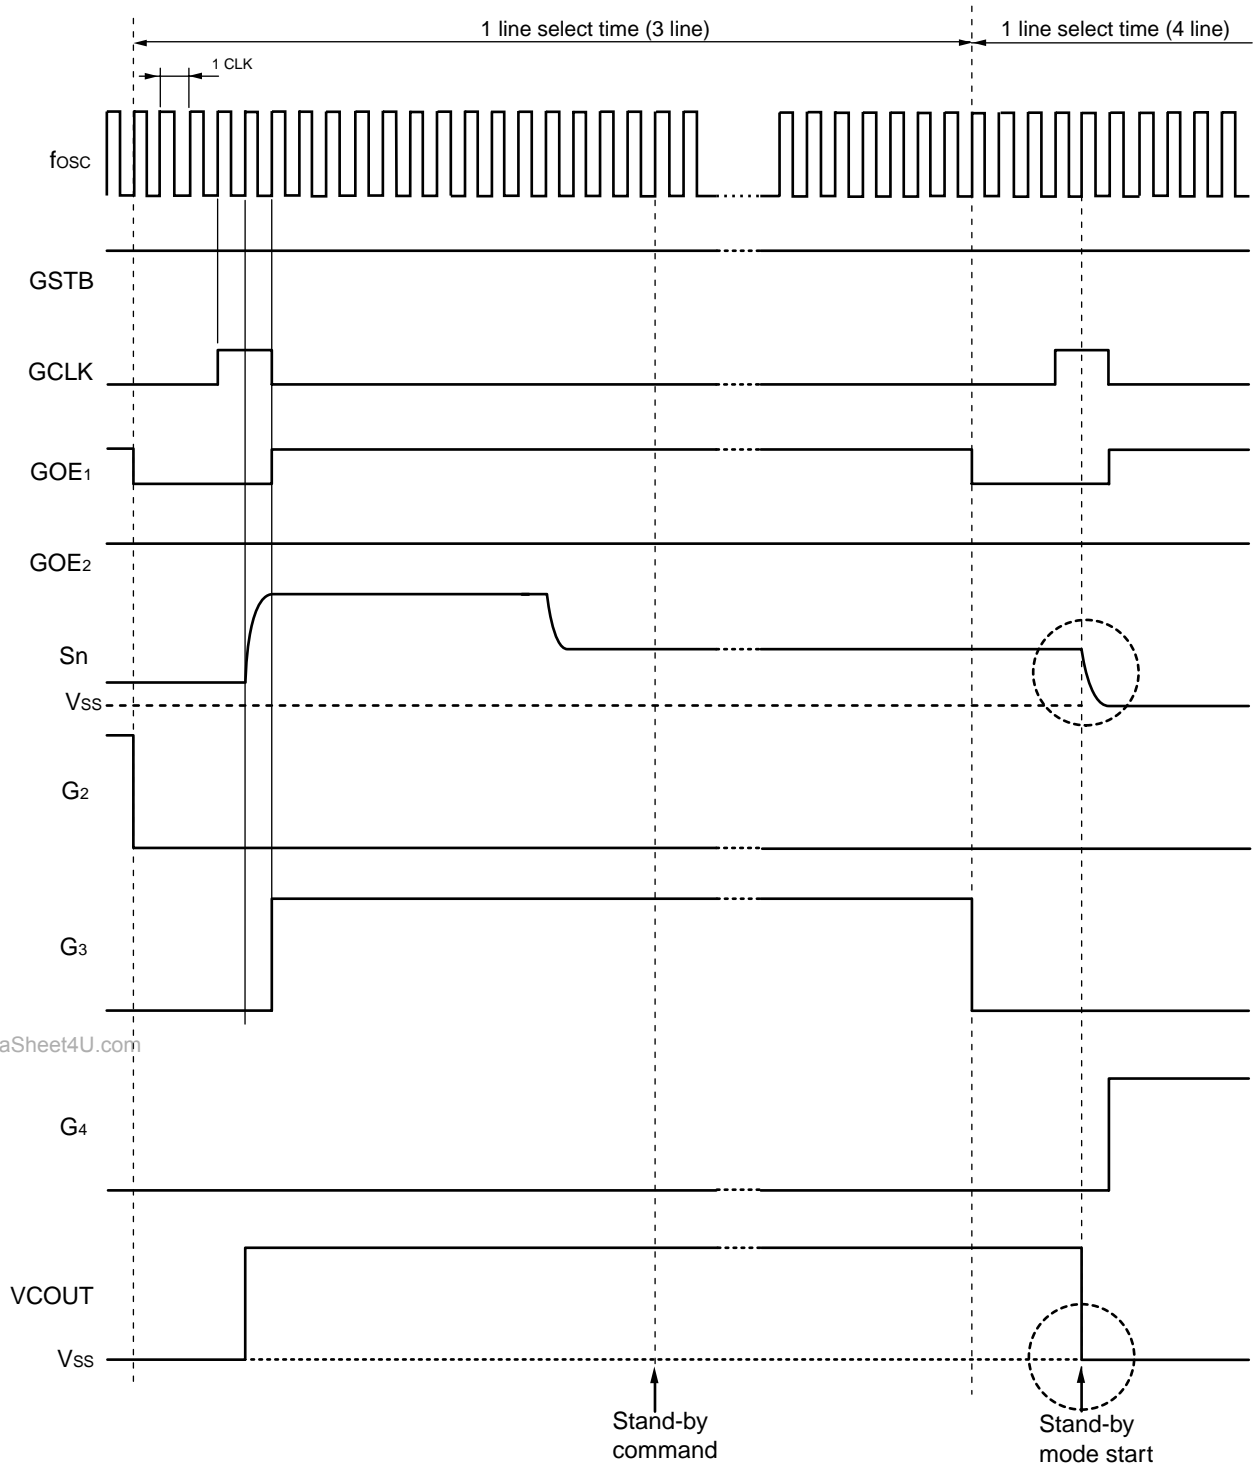 1 line select time (3 line)
1 line select time (4 line)
1 CLK
fOSC
GSTB
GCLK
GOE1
GOE2
Sn
VSS
G2
G3
aSheet4U.com
G4
VCOUT
VSS
Stand-by
command
Stand-by
mode start